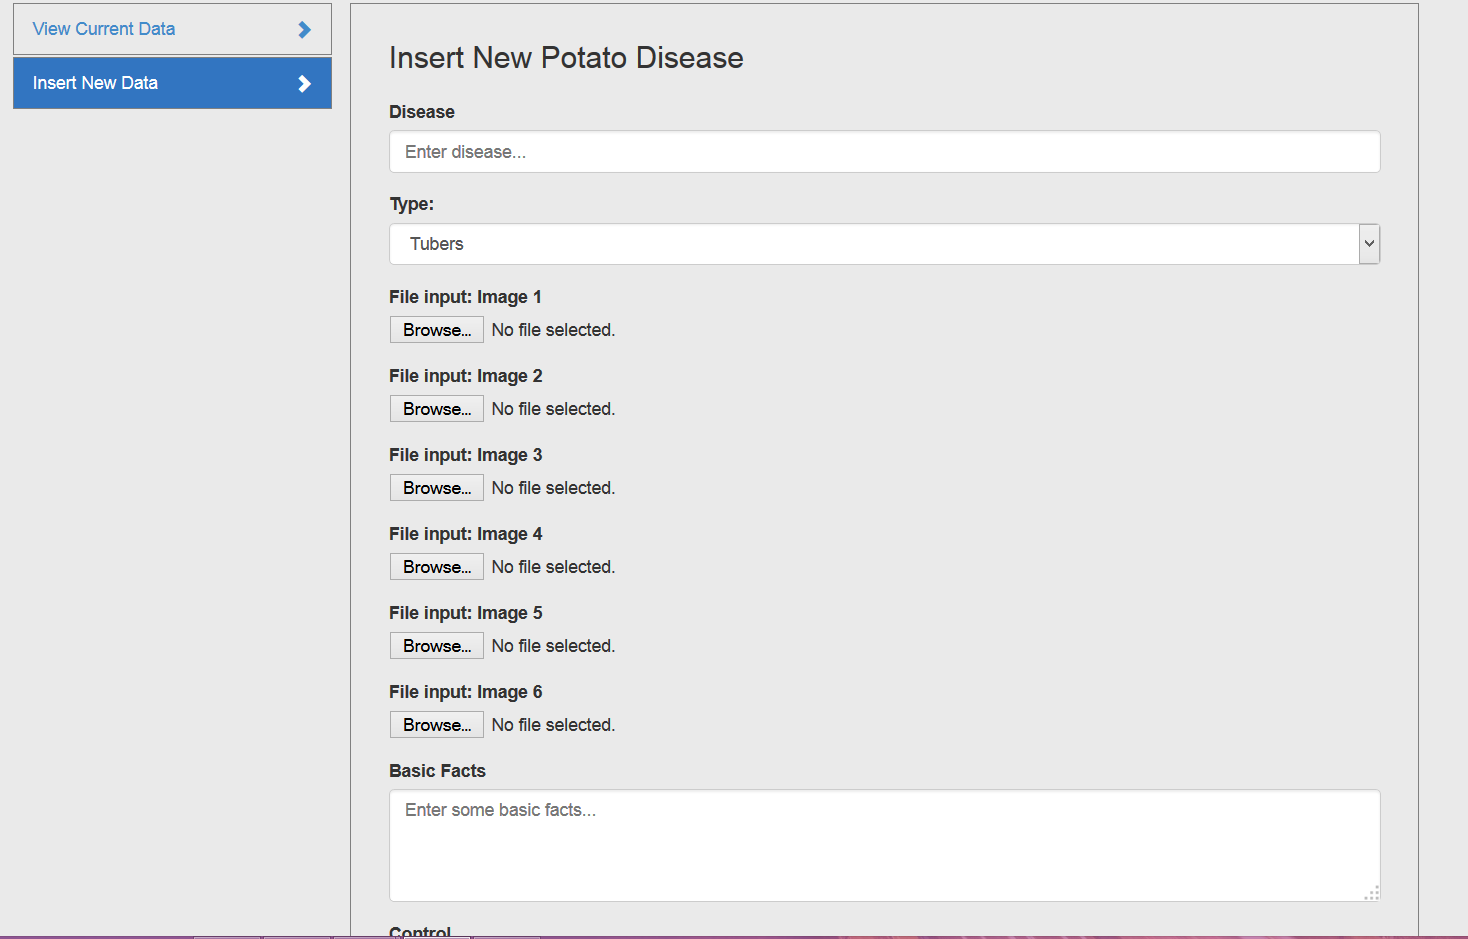 View Current Data
Insert New Data
Insert New Potato Disease
Disease
Enter disease...
Type:
Tubers
File input: Image 1
Browse... No file selected.
File input: Image 2
Browse... No file selected.
File input: Image 3
Browse... No file selected.
File input: Image 4
Browse... No file selected.
File input: Image 5
Browse... No file selected.
File input: Image 6
Browse... No file selected.
Basic Facts
Enter some basic facts...
Control